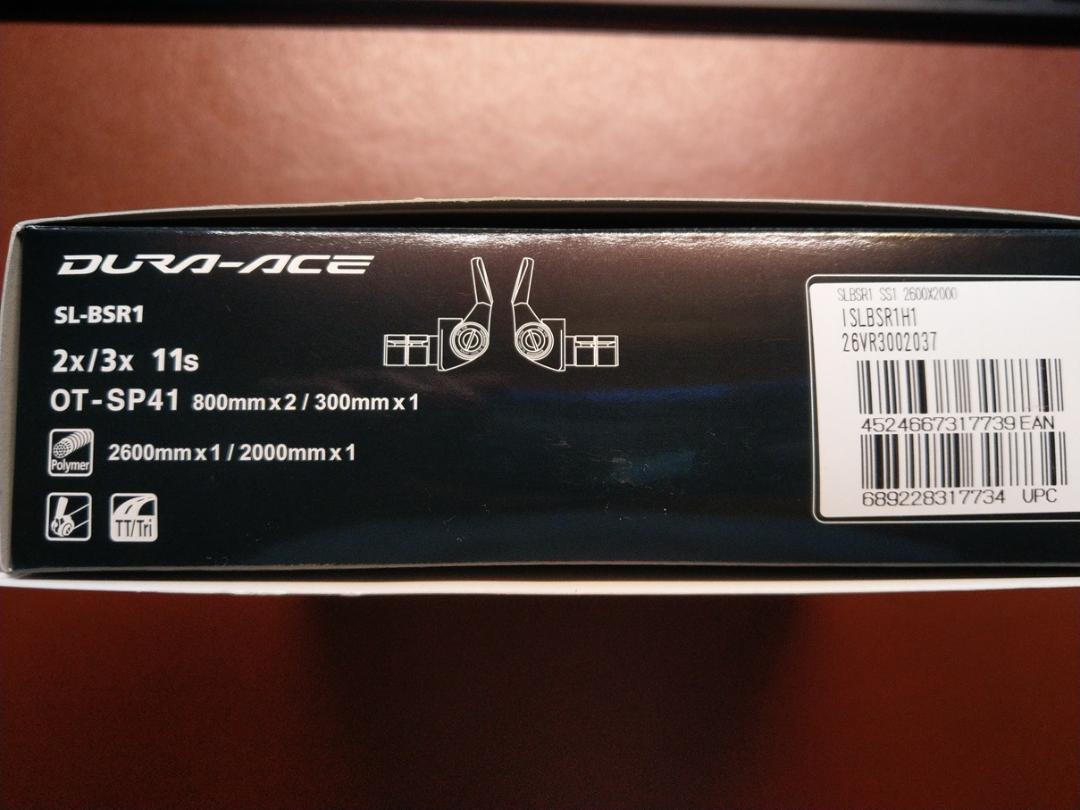 DURA-ACE
SL-BSR1
2x/3x 11s
OT-SP41 800mm x 2 / 300mm x 1
Polymer
2600mm x 1 / 2000mm x 1
TT/Tri
SLBSR1 SS1 2600X2000
ISLBSR1H1
26VR3002037
4524667317739 EAN
689228317734 UPC